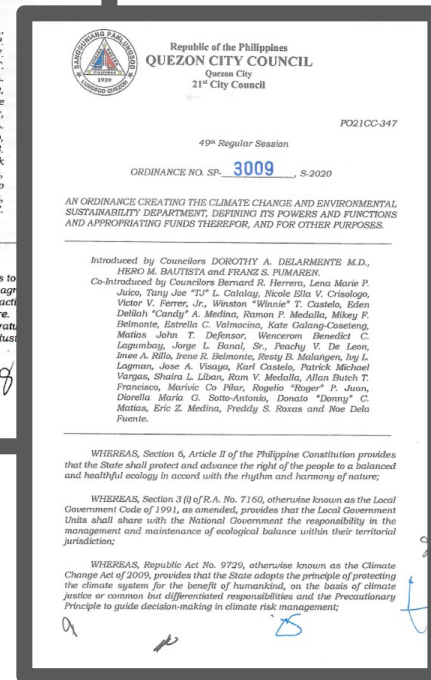 Republic of the Philippines
QUEZON CITY COUNCIL
Quezon City
21st City Council
PO21CC-347
49th Regular Session
ORDINANCE NO. SP- 3009 , S-2020
AN ORDINANCE CREATING THE CLIMATE CHANGE AND ENVIRONMENTAL
SUSTAINABILITY DEPARTMENT, DEFINING ITS POWERS AND FUNCTIONS
AND APPROPRIATING FUNDS THEREFOR, AND FOR OTHER PURPOSES.
Introduced by Councilors DOROTHY A. DELARMENTE M.D.,
HERO M. BAUTISTA and FRANZ S. PUMAREN.
Co-Introduced by Councilors Bernard R. Herrera, Lena Marie P.
Juico, Tany Joe "TJ" L. Calalay, Nicole Ella V. Crisologo,
Victor V. Ferrer, Jr., Winston "Winnie" T. Castelo, Eden
Delilah "Candy" A. Medina, Ramon P. Medalla, Mikey F.
Belmonte, Estrella C. Valmocina, Kate Galang-Coseteng,
Matias John T. Defensor, Wencerom Benedict C.
Lagumbay, Jorge L. Banal, Sr., Peachy V. De Leon,
Imee A. Rillo, Irene R. Belmonte, Resty B. Malangen, Ivy L.
Lagman, Jose A. Visaya, Karl Castelo, Patrick Michael
Vargas, Shaira L. Liban, Ram V. Medalla, Allan Butch T.
Francisco, Marivic Co Pilar, Rogelio "Roger" P. Juan,
Diorella Maria G. Sotto-Antonio, Donato "Donny" C.
Matias, Eric Z. Medina, Freddy S. Roxas and Noe Dela
Fuente.
WHEREAS, Section 6, Article II of the Philippine Constitution provides
that the State shall protect and advance the right of the people to a balanced
and healthful ecology in accord with the rhythm and harmony of nature;
WHEREAS, Section 3 (i) of R.A. No. 7160, otherwise known as the Local
Government Code of 1991, as amended, provides that the Local Government
Units shall share with the National Government the responsibility in the
management and maintenance of ecological balance within their territorial
jurisdiction;
WHEREAS, Republic Act No. 9729, otherwise known as the Climate
Change Act of 2009, provides that the State adopts the principle of protecting
the climate system for the benefit of humankind, on the basis of climate
justice or common but differentiated responsibilities and the Precautionary
Principle to guide decision-making in climate risk management;